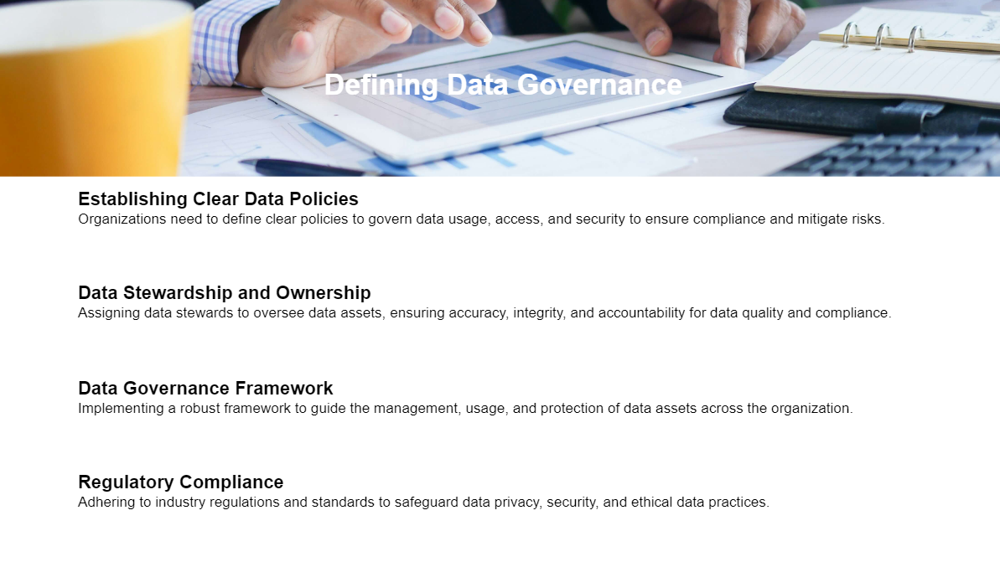 Defining Data Governance
Establishing Clear Data Policies
Organizations need to define clear policies to govern data usage, access, and security to ensure compliance and mitigate risks.
Data Stewardship and Ownership
Assigning data stewards to oversee data assets, ensuring accuracy, integrity, and accountability for data quality and compliance.
Data Governance Framework
Implementing a robust framework to guide the management, usage, and protection of data assets across the organization.
Regulatory Compliance
Adhering to industry regulations and standards to safeguard data privacy, security, and ethical data practices.